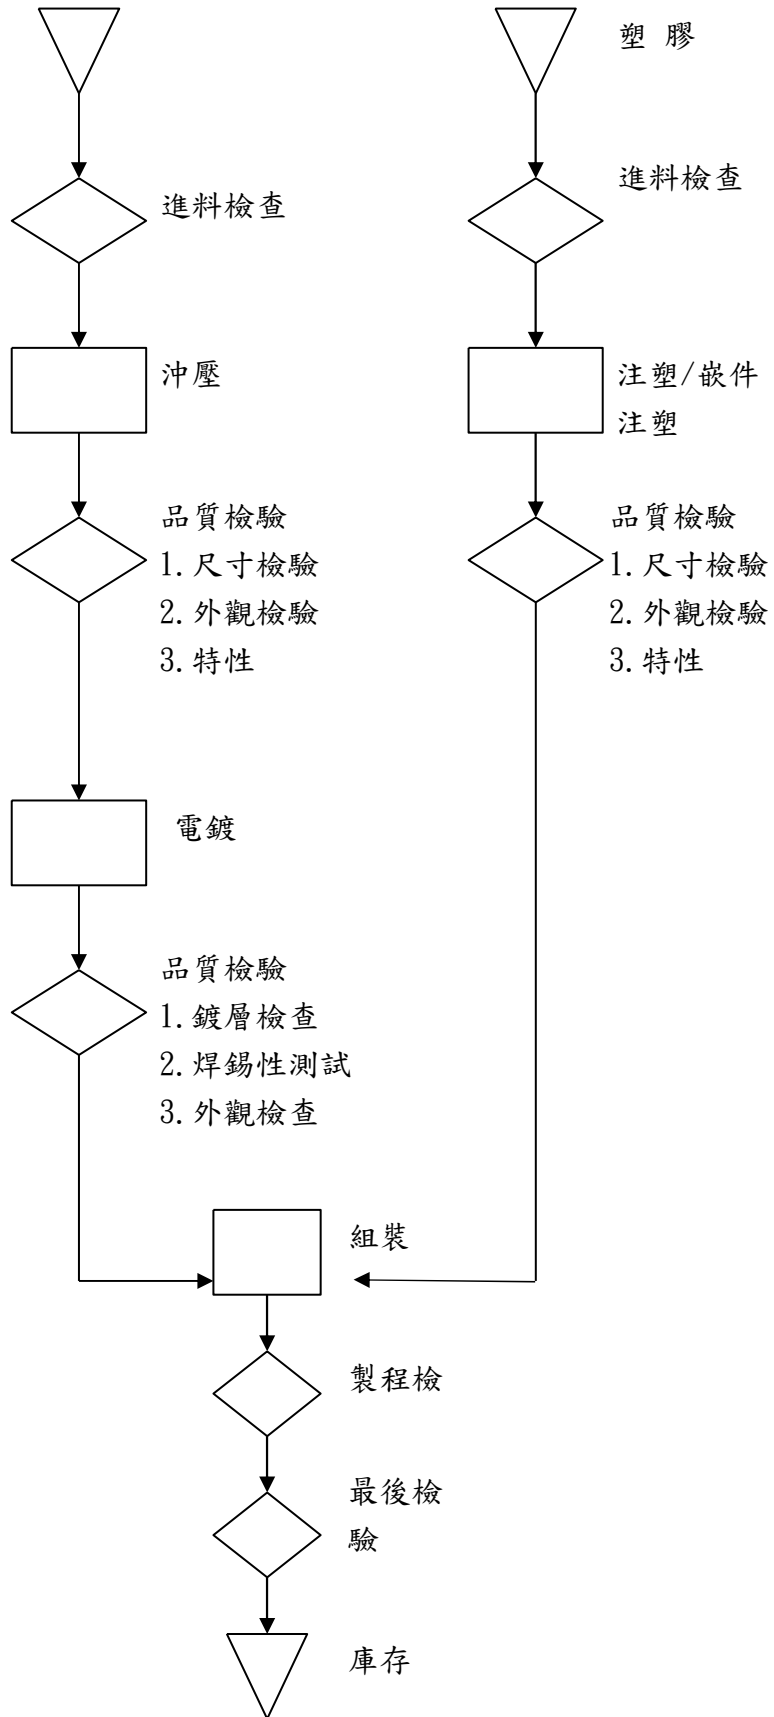 塑 膠
進料檢查
進料檢查
沖壓
注塑/嵌件
注塑
品質檢驗
1.尺寸檢驗
2.外觀檢驗
3.特性
品質檢驗
1.尺寸檢驗
2.外觀檢驗
3.特性
電鍍
品質檢驗
1.鍍層檢查
2.焊錫性測試
3.外觀檢查
組裝
製程檢
最後檢
驗
庫存